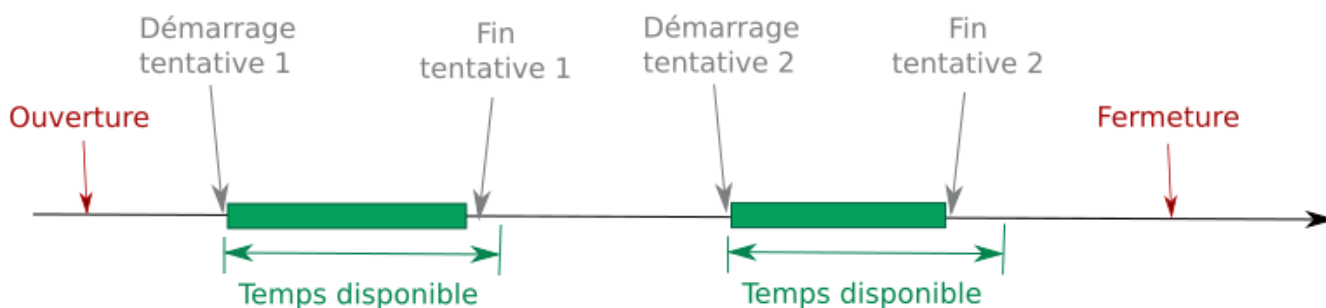 Démarrage
tentative 1
Fin
tentative 1
Démarrage
tentative 2
Fin
tentative 2
Ouverture
Fermeture
Temps disponible
Temps disponible